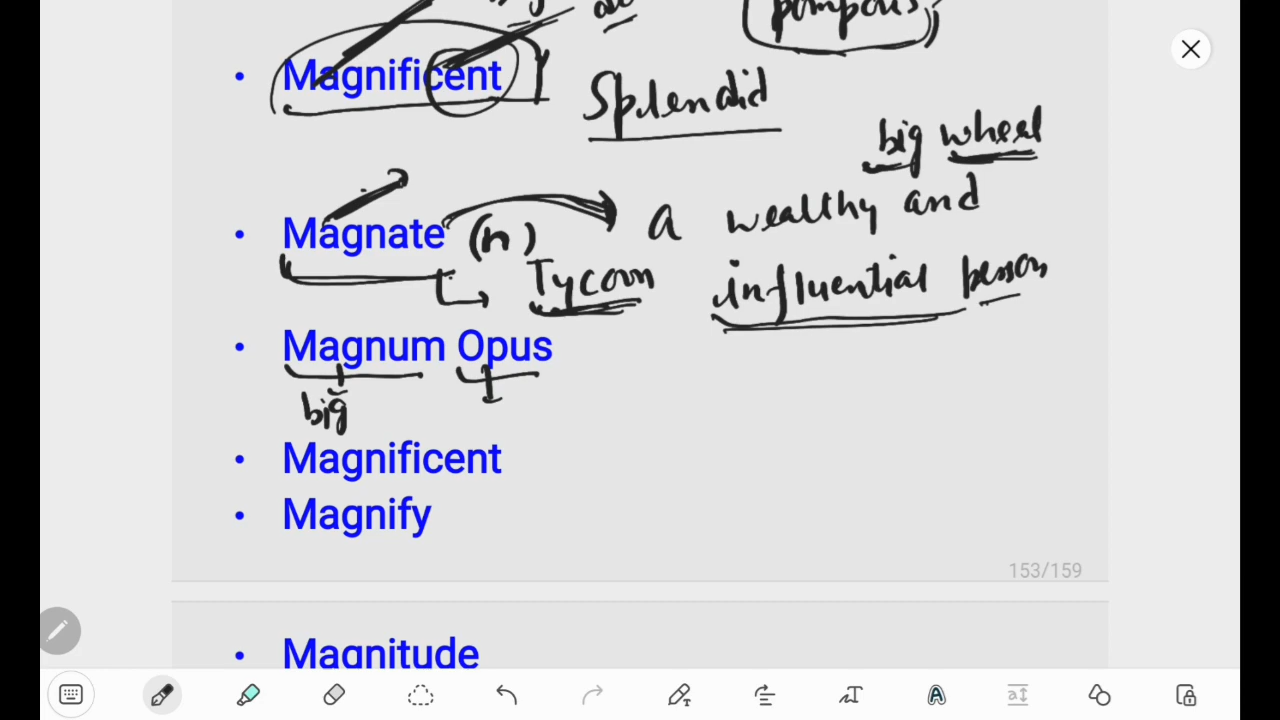 pompous
• Magnificent Splendid
big wheel
• Magnate (n) a wealthy and
Tycoon influential person
• Magnum Opus
big
• Magnificent
• Magnify
153/159
• Magnitude